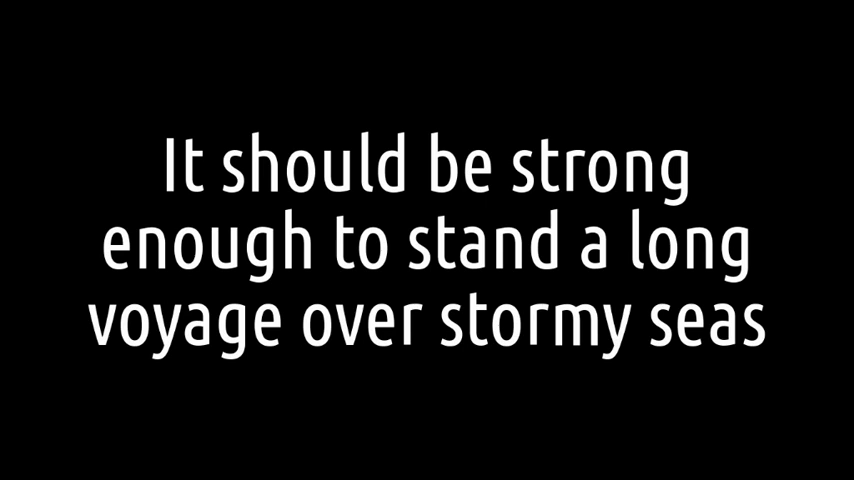 It should be strong
enough to stand a long
voyage over stormy seas